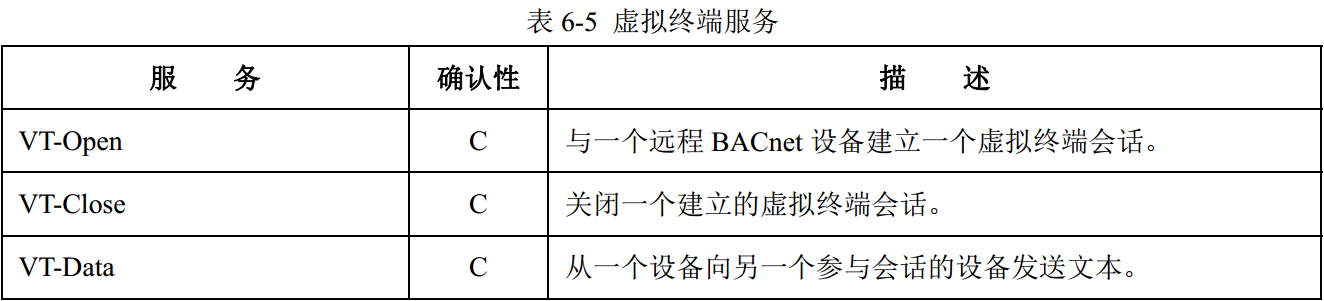 表 6-5 虚拟终端服务
服 务 确认性 描 述
VT-Open C 与一个远程 BACnet 设备建立一个虚拟终端会话。
VT-Close C 关闭一个建立的虚拟终端会话。
VT-Data C 从一个设备向另一个参与会话的设备发送文本。